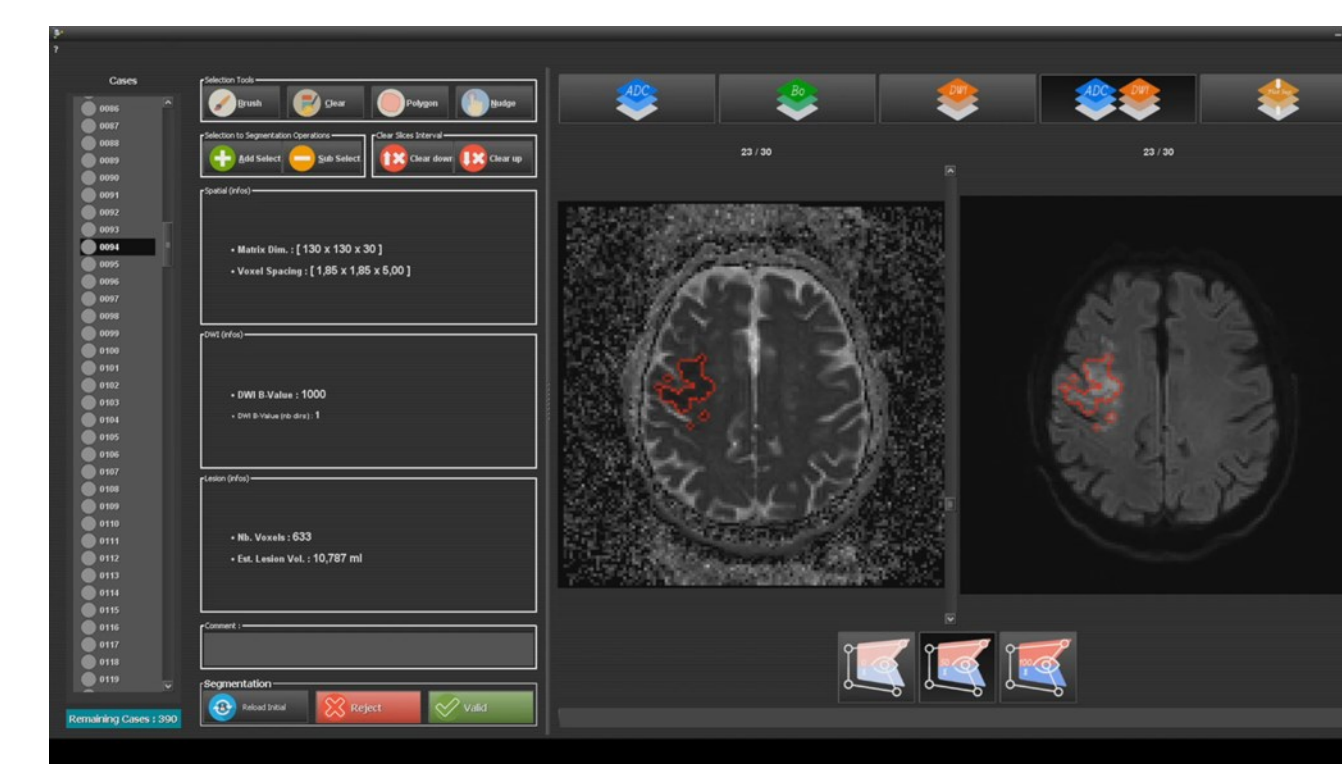 ?
Cases
0086
0087
0088
0089
0090
0091
0092
0093
0094
0095
0096
0097
0098
0099
0100
0101
0102
0103
0104
0105
0106
0107
0108
0109
0110
0111
0112
0113
0114
0115
0116
0117
0118
0119
Remaining Cases : 390
Selection Tools
Brush Clear Polygon Nudge
Selection to Segmentation Operations
Add Select Sub Select
Clear Slices Interval
Clear down Clear up
Spatial (infos)
• Matrix Dim. : [ 130 x 130 x 30 ]
• Voxel Spacing : [ 1,85 x 1,85 x 5,00 ]
DWI (infos)
• DWI B-Value : 1000
• DWI B-Value (nb dirs) : 1
Lesion (infos)
• Nb. Voxels : 633
• Est. Lesion Vol. : 10,787 ml
Comment :
Segmentation
Reload Initial Reject Valid
ADC Bo DWI ADC DWI
23 / 30 23 / 30
50
100